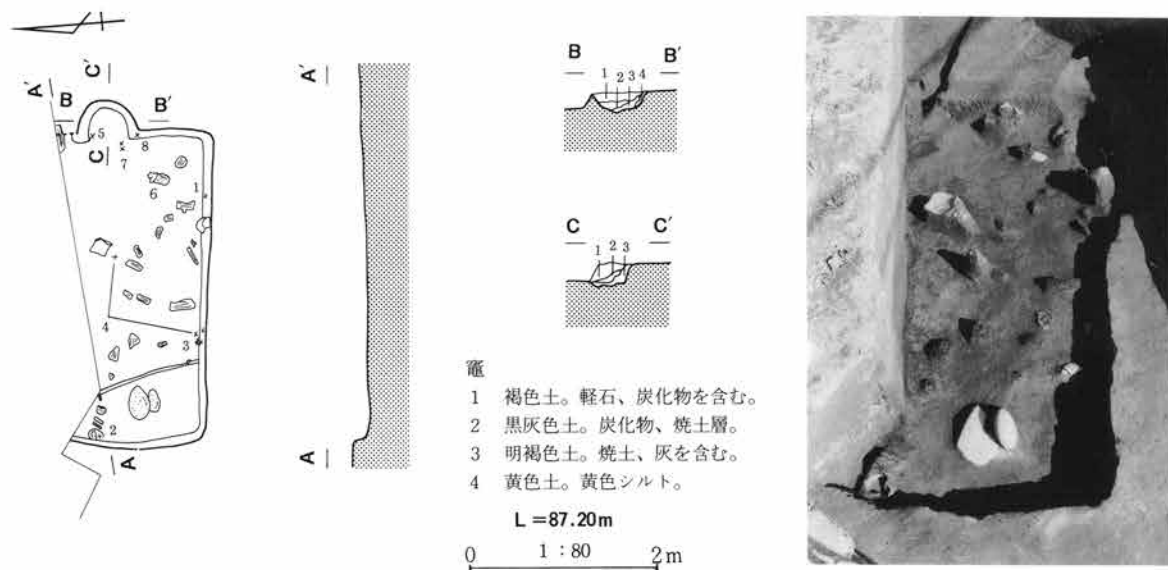 A'
B
C'
B'
5
C
7
8
6
1
4
3
2
A
A'
A
B
B'
1 2 3 4
C
C'
1 2 3
竈
1 褐色土。軽石、炭化物を含む。
2 黒灰色土。炭化物、焼土層。
3 明褐色土。焼土、灰を含む。
4 黄色土。黄色シルト。
L=87.20m
0 1:80 2m